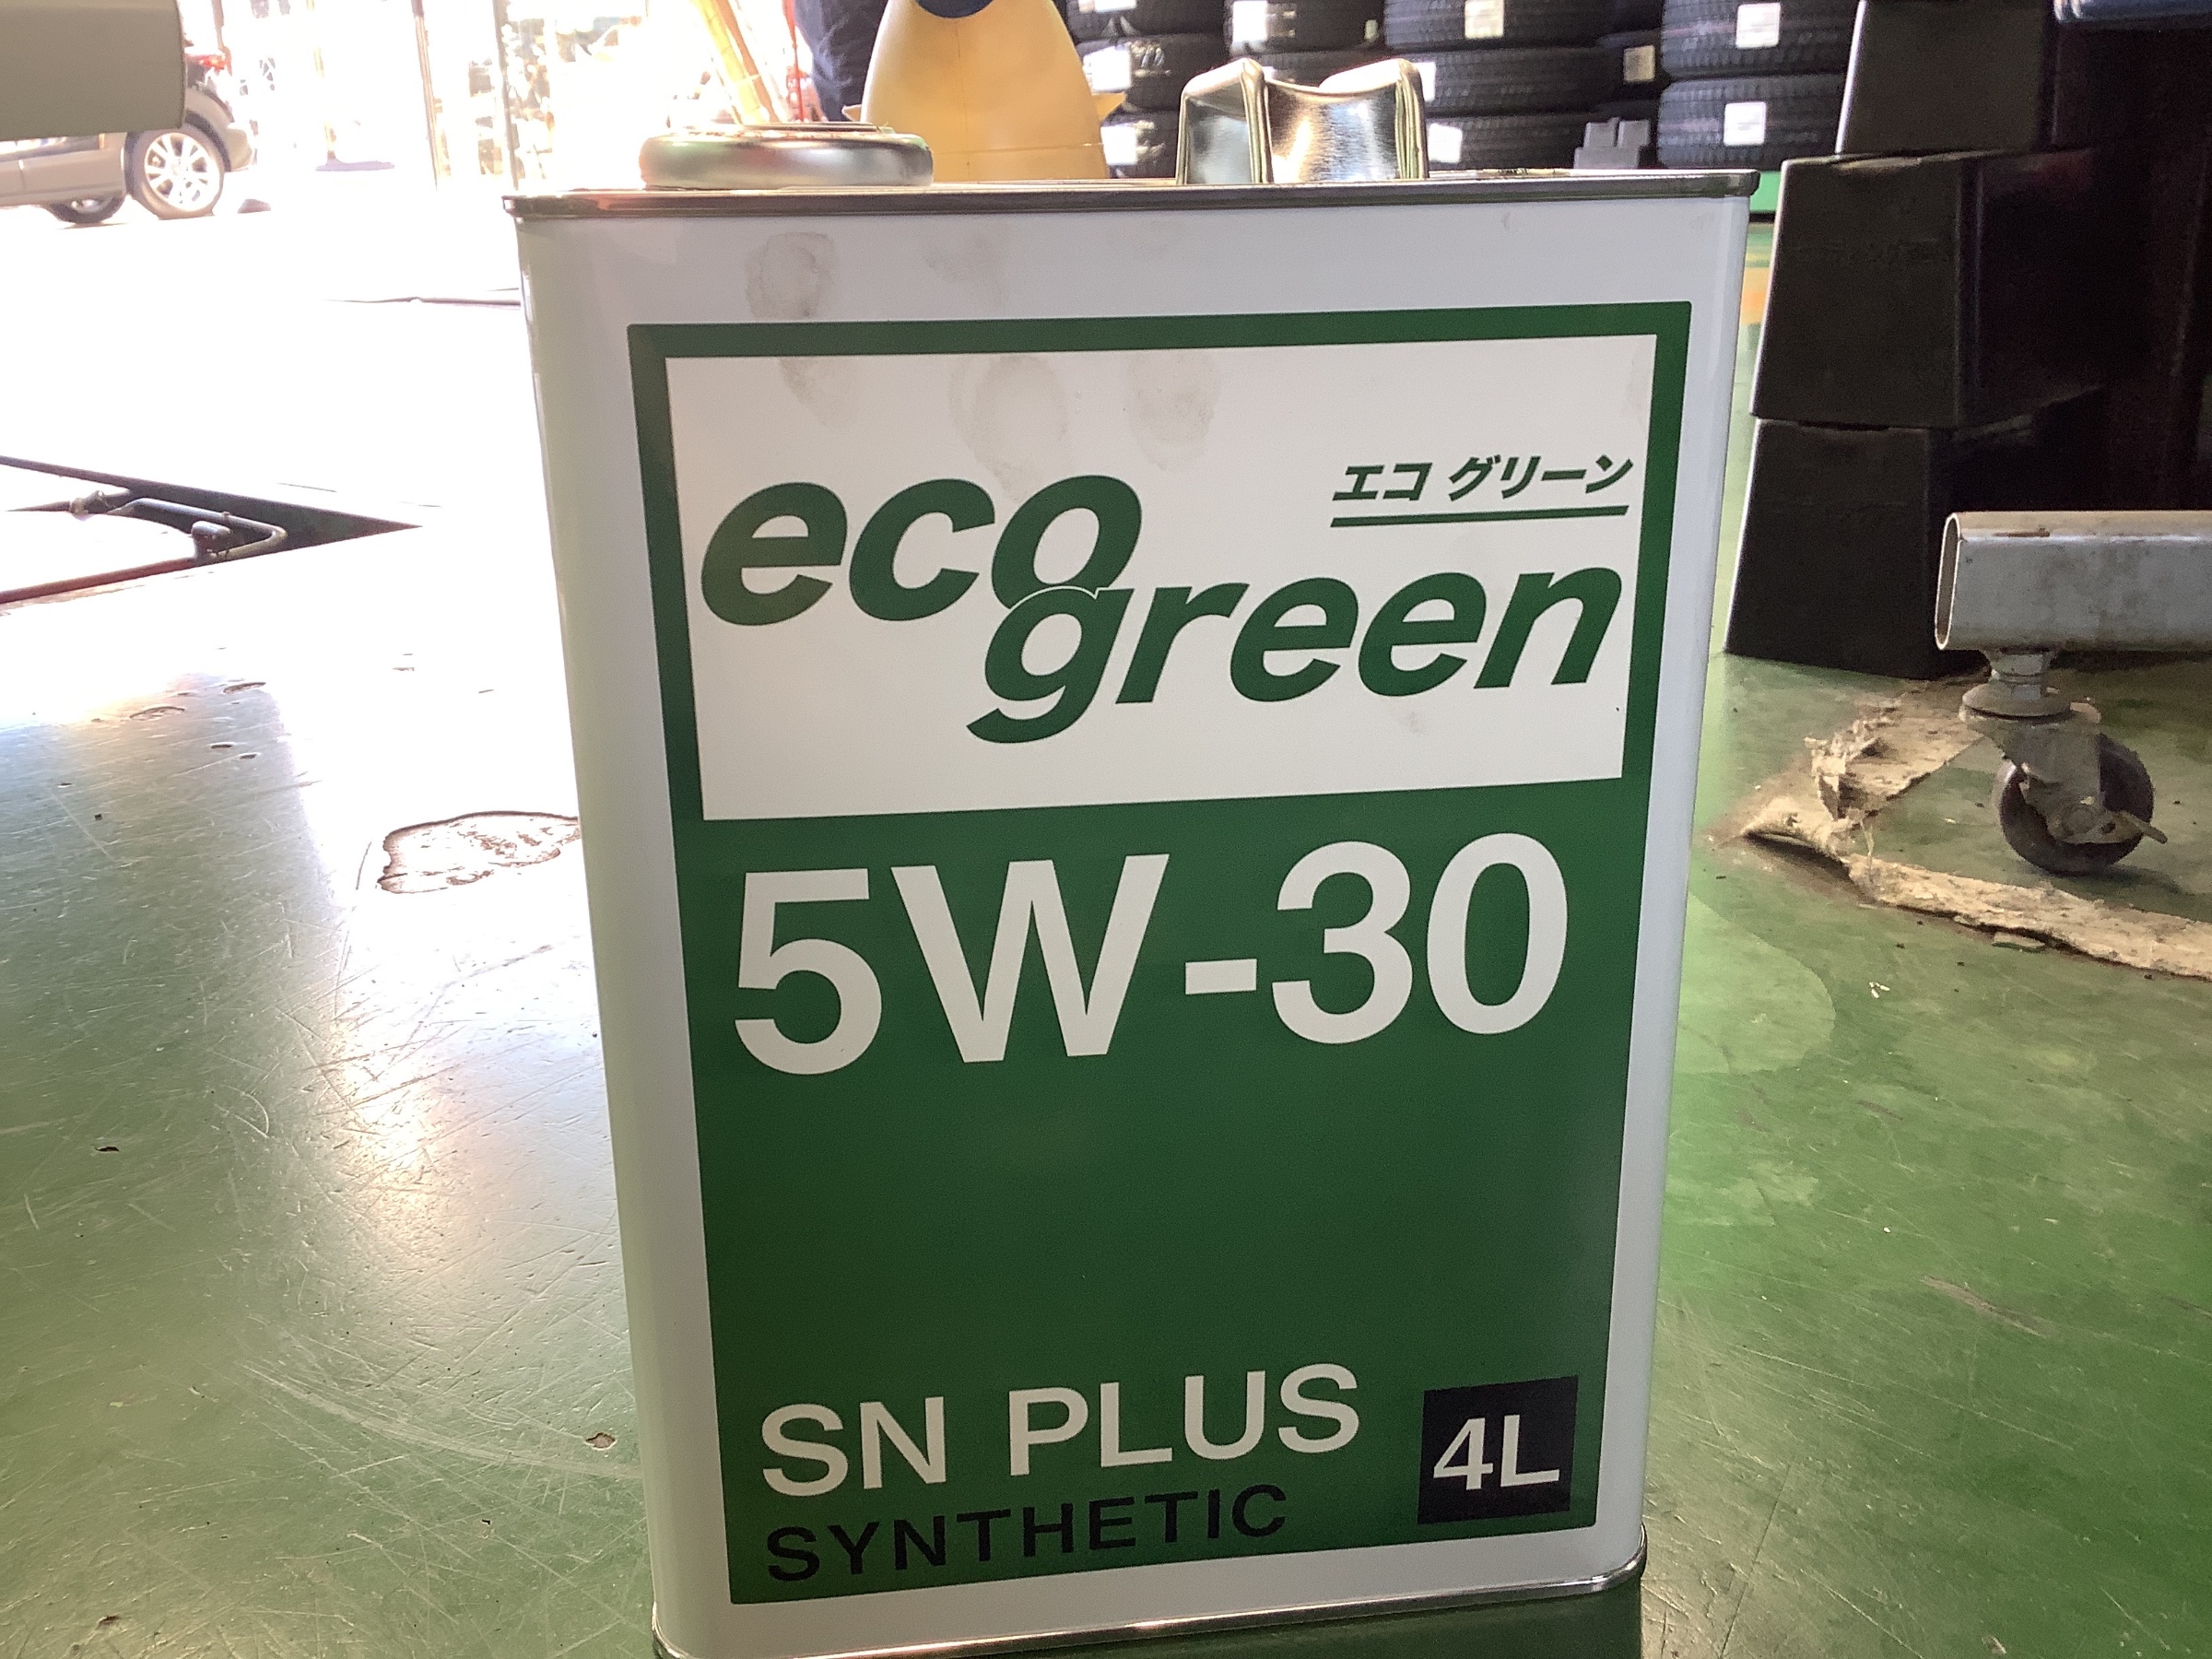 eco
エコ グリーン
green
5W-30
SN PLUS
4L
SYNTHETIC